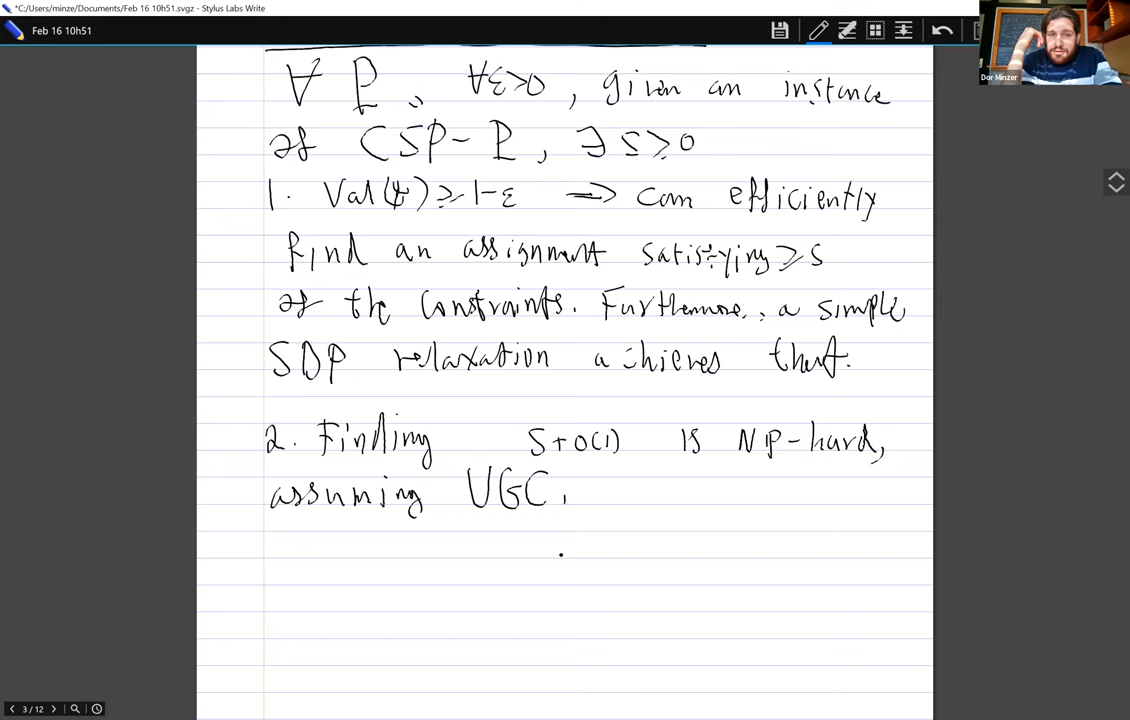 *C:/Users/minze/Documents/Feb 16 10h51.svgz - Stylus Labs Write
Feb 16 10h51
Dor Minzer
∀ P, ∀ε>0, given an instance
of CSP-P, ∃ s≥0
1. Val(Ψ)≥1-ε ⇒ can efficiently
find an assignment satisfying ≥s
of the constraints. Furthermore, a simple
SDP relaxation achieves that.
2. Finding s+o(1) is NP-hard,
assuming UGC.
3 / 12